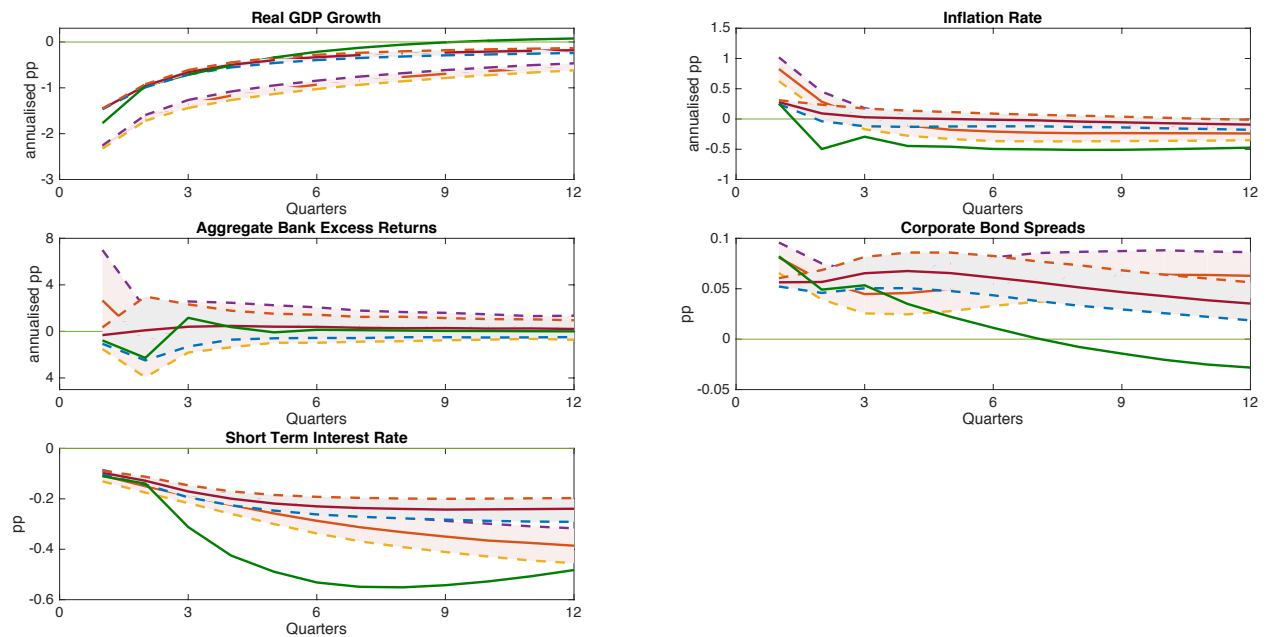 Real GDP Growth
annualised pp
0
-1
-2
-3
0 3 6 9 12
Quarters
Inflation Rate
annualised pp
1.5
1
0.5
0
-0.5
-1
0 3 6 9 12
Quarters
Aggregate Bank Excess Returns
annualised pp
8
4
0
4
0 3 6 9 12
Quarters
Corporate Bond Spreads
pp
0.1
0.05
0
-0.05
0 3 6 9 12
Quarters
Short Term Interest Rate
pp
0
-0.2
-0.4
-0.6
0 3 6 9 12
Quarters